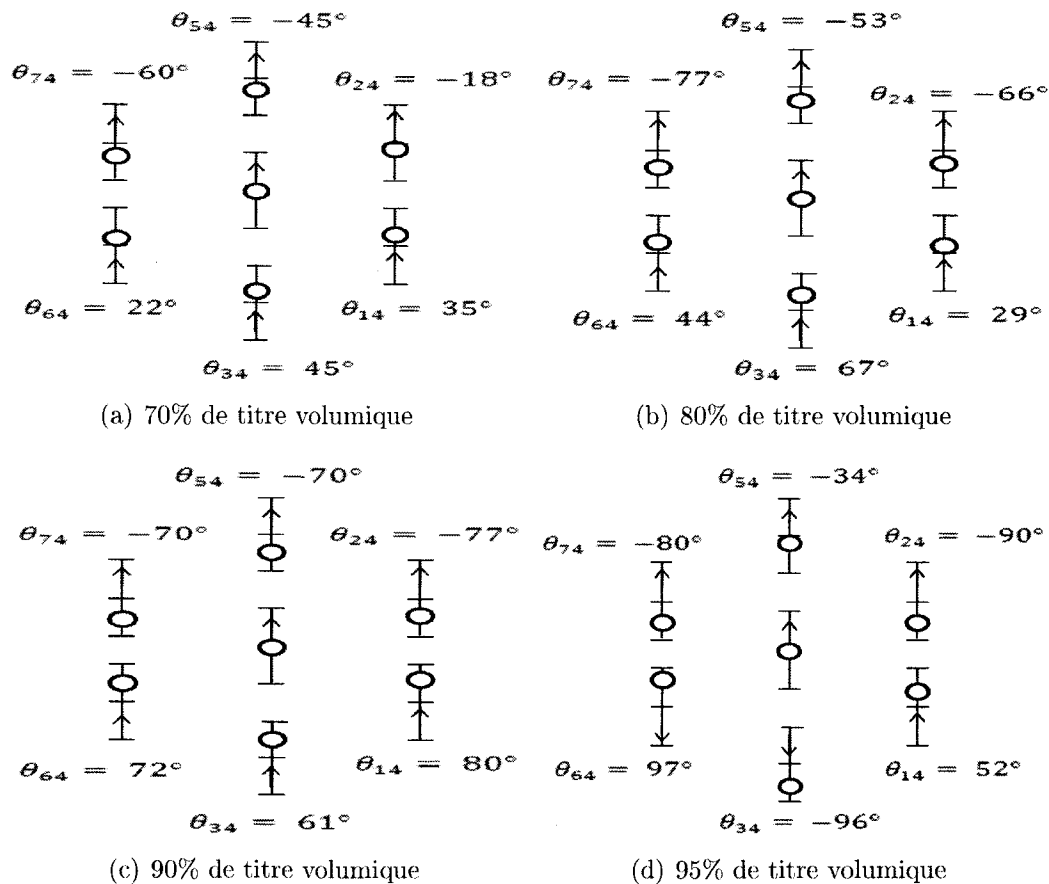 θ₅₄ = −45°
θ₇₄ = −60°
θ₂₄ = −18°
θ₆₄ = 22°
θ₁₄ = 35°
θ₃₄ = 45°
(a) 70% de titre volumique
θ₅₄ = −53°
θ₇₄ = −77°
θ₂₄ = −66°
θ₆₄ = 44°
θ₁₄ = 29°
θ₃₄ = 67°
(b) 80% de titre volumique
θ₅₄ = −70°
θ₇₄ = −70°
θ₂₄ = −77°
θ₆₄ = 72°
θ₁₄ = 80°
θ₃₄ = 61°
(c) 90% de titre volumique
θ₅₄ = −34°
θ₇₄ = −80°
θ₂₄ = −90°
θ₆₄ = 97°
θ₁₄ = 52°
θ₃₄ = −96°
(d) 95% de titre volumique